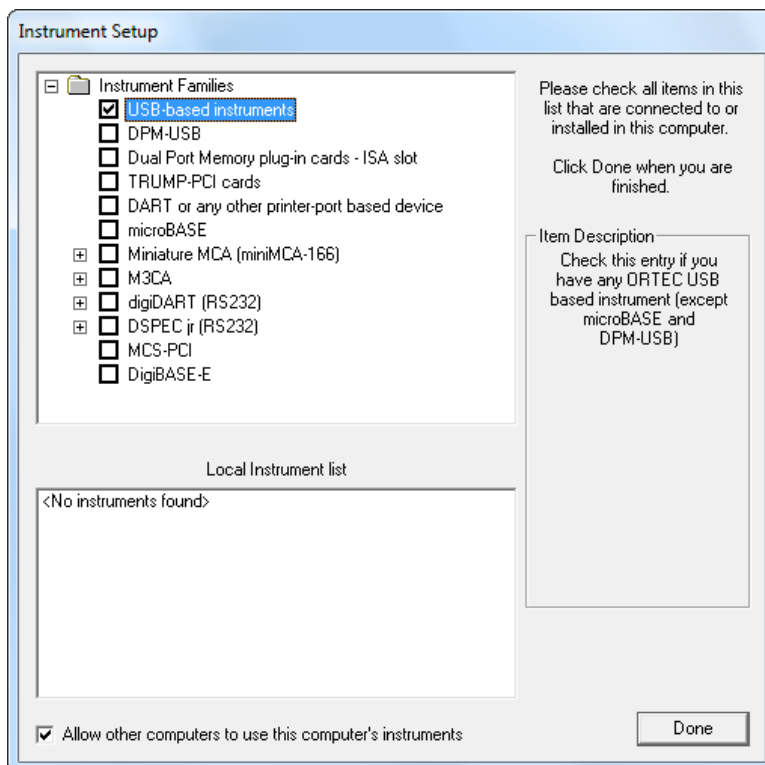 Instrument Setup
Instrument Families
USB-based instruments
DPM-USB
Dual Port Memory plug-in cards - ISA slot
TRUMP-PCI cards
DART or any other printer-port based device
microBASE
Miniature MCA (miniMCA-166)
M3CA
digiDART (RS232)
DSPEC jr (RS232)
MCS-PCI
DigiBASE-E
Please check all items in this
list that are connected to or
installed in this computer.
Click Done when you are
finished.
Item Description
Check this entry if you
have any ORTEC USB
based instrument (except
microBASE and
DPM-USB)
Local Instrument list
<No instruments found>
Allow other computers to use this computer's instruments
Done